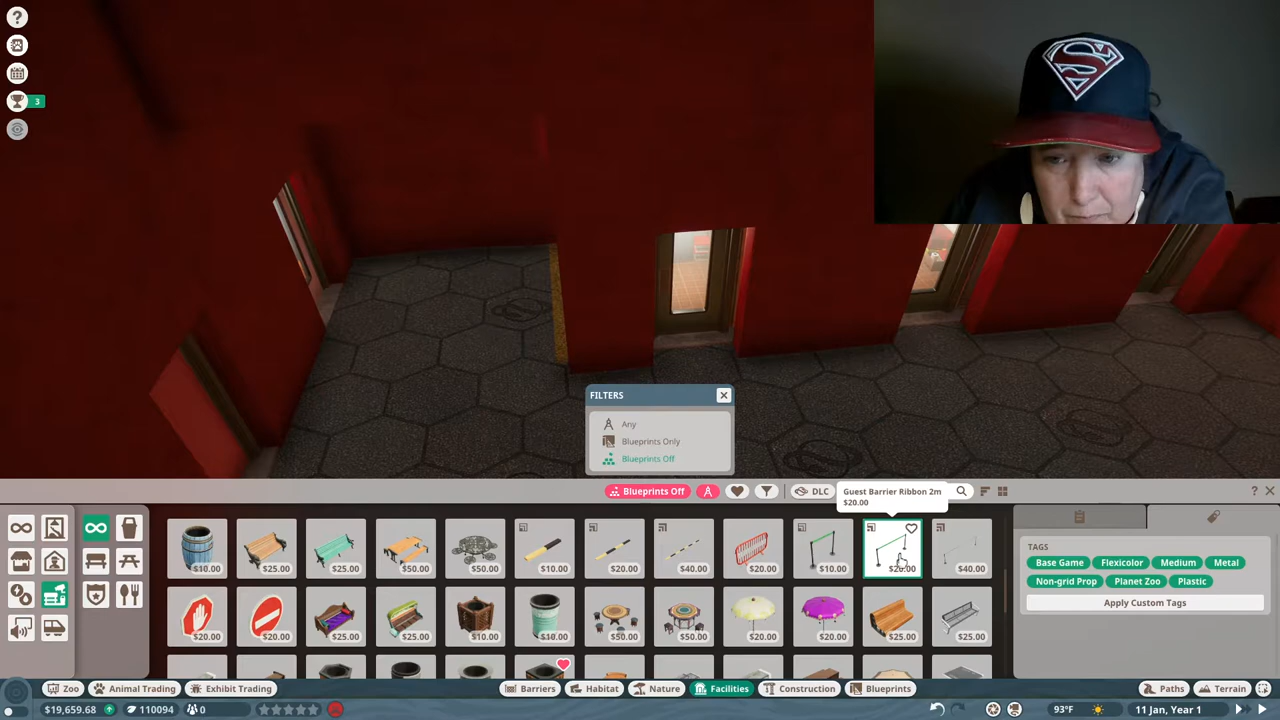 ?
3
FILTERS
Any
Blueprints Only
Blueprints Off
Blueprints Off
DLC
Guest Barrier Ribbon 2m
$20.00
?
$10.00
$25.00
$25.00
$50.00
$50.00
$10.00
$20.00
$40.00
$20.00
$10.00
$20.00
$40.00
TAGS
Base Game
Flexicolor
Medium
Metal
Non-grid Prop
Planet Zoo
Plastic
Apply Custom Tags
$20.00
$20.00
$25.00
$25.00
$10.00
$10.00
$50.00
$50.00
$20.00
$20.00
$25.00
$25.00
Zoo
Animal Trading
Exhibit Trading
Barriers
Habitat
Nature
Facilities
Construction
Blueprints
Paths
Terrain
$19,659.68
110094
0
93°F
11 Jan, Year 1